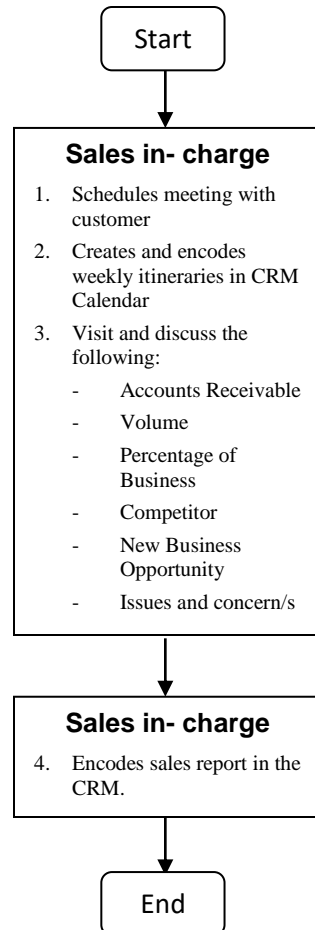 Start
Sales in- charge
1. Schedules meeting with
customer
2. Creates and encodes
weekly itineraries in CRM
Calendar
3. Visit and discuss the
following:
- Accounts Receivable
- Volume
- Percentage of
Business
- Competitor
- New Business
Opportunity
- Issues and concern/s
Sales in- charge
4. Encodes sales report in the
CRM.
End